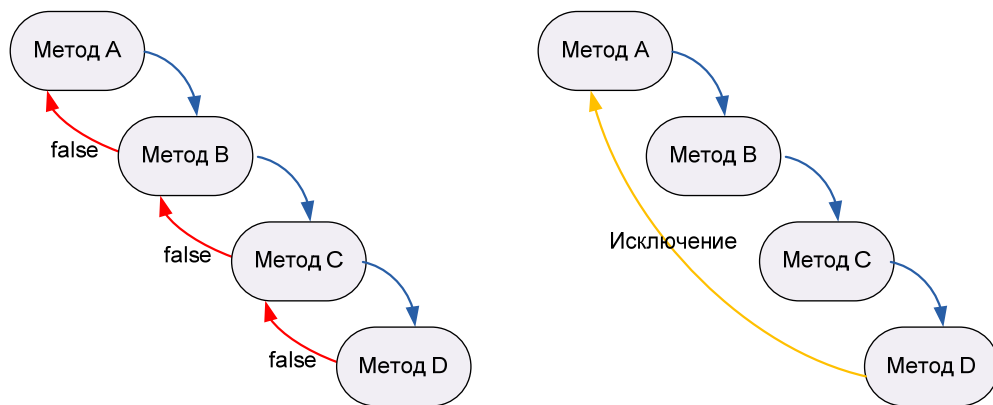 Метод A
Метод B
Метод C
Метод D
false
false
false
Метод A
Метод B
Метод C
Метод D
Исключение